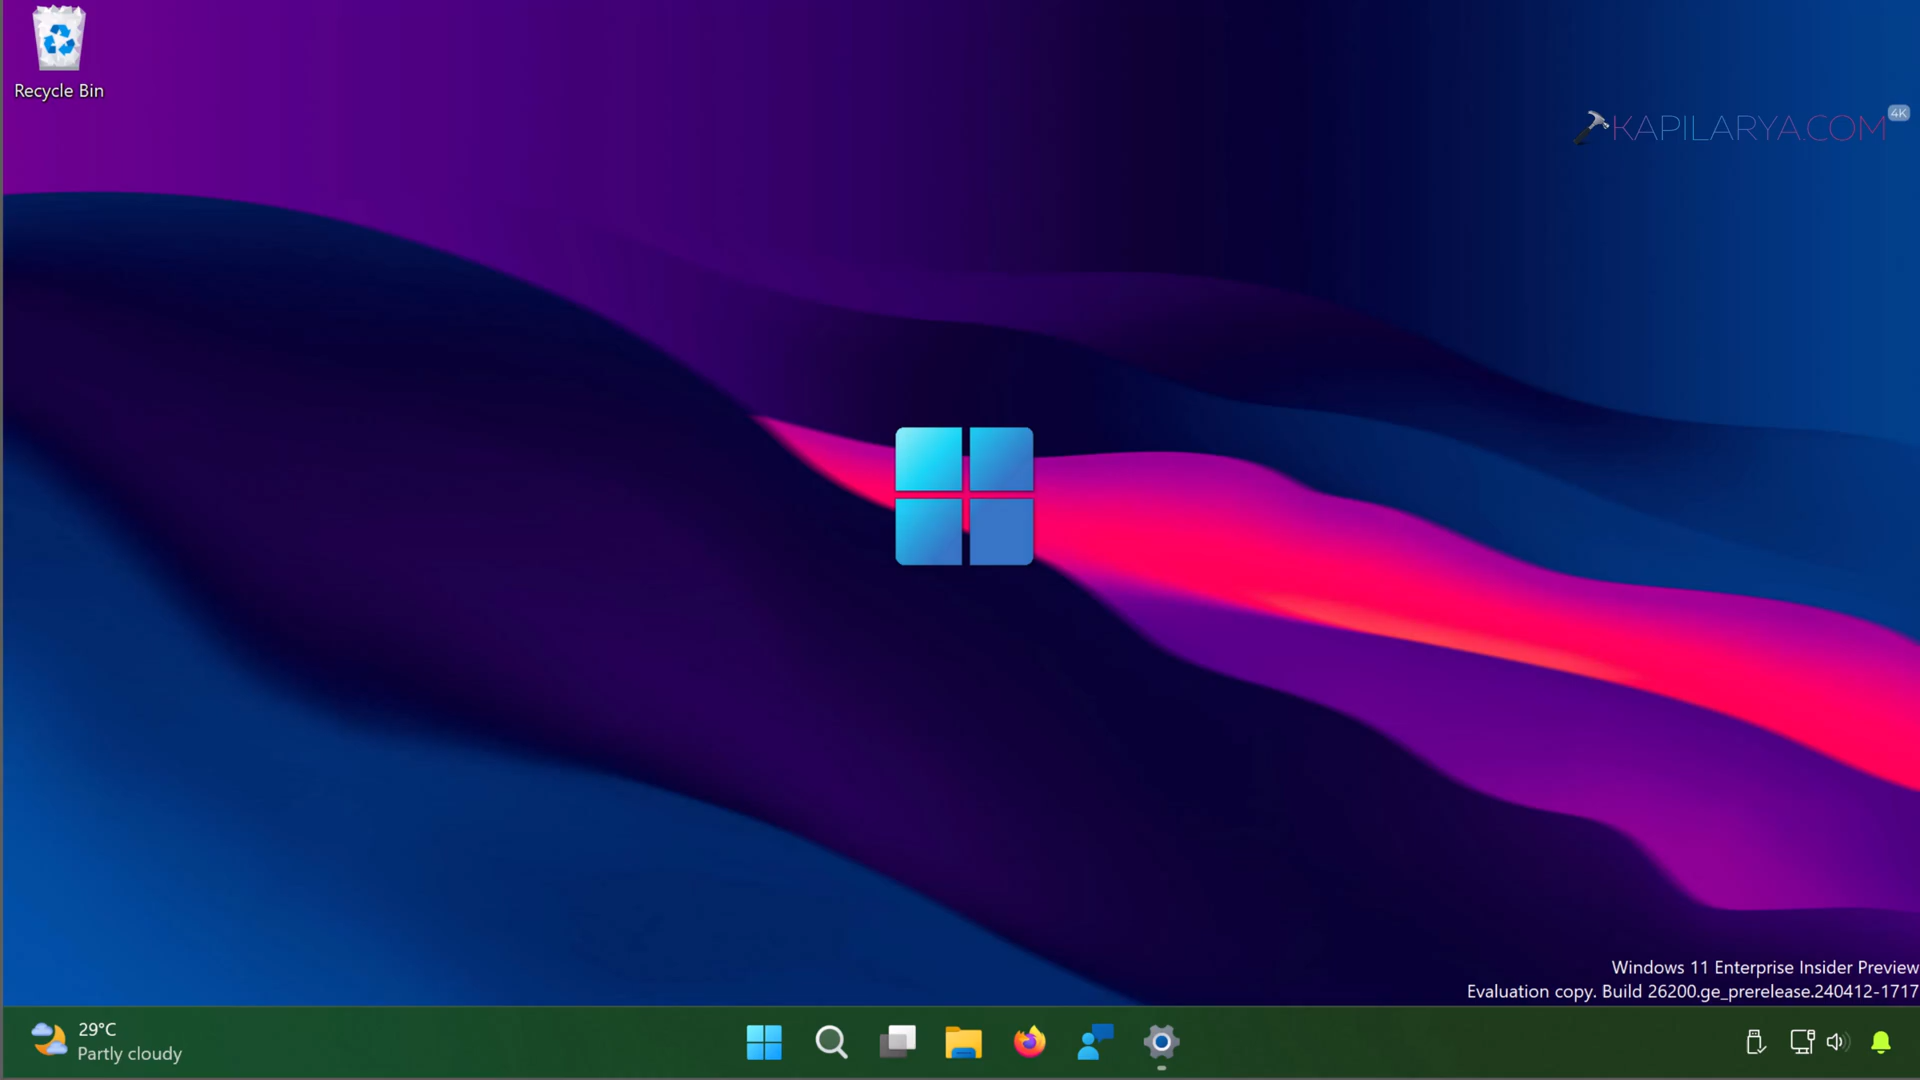 Recycle Bin
4K
KAPILARYA.COM
Windows 11 Enterprise Insider Preview
Evaluation copy. Build 26200.ge_prerelease.240412-1717
29°C
Partly cloudy